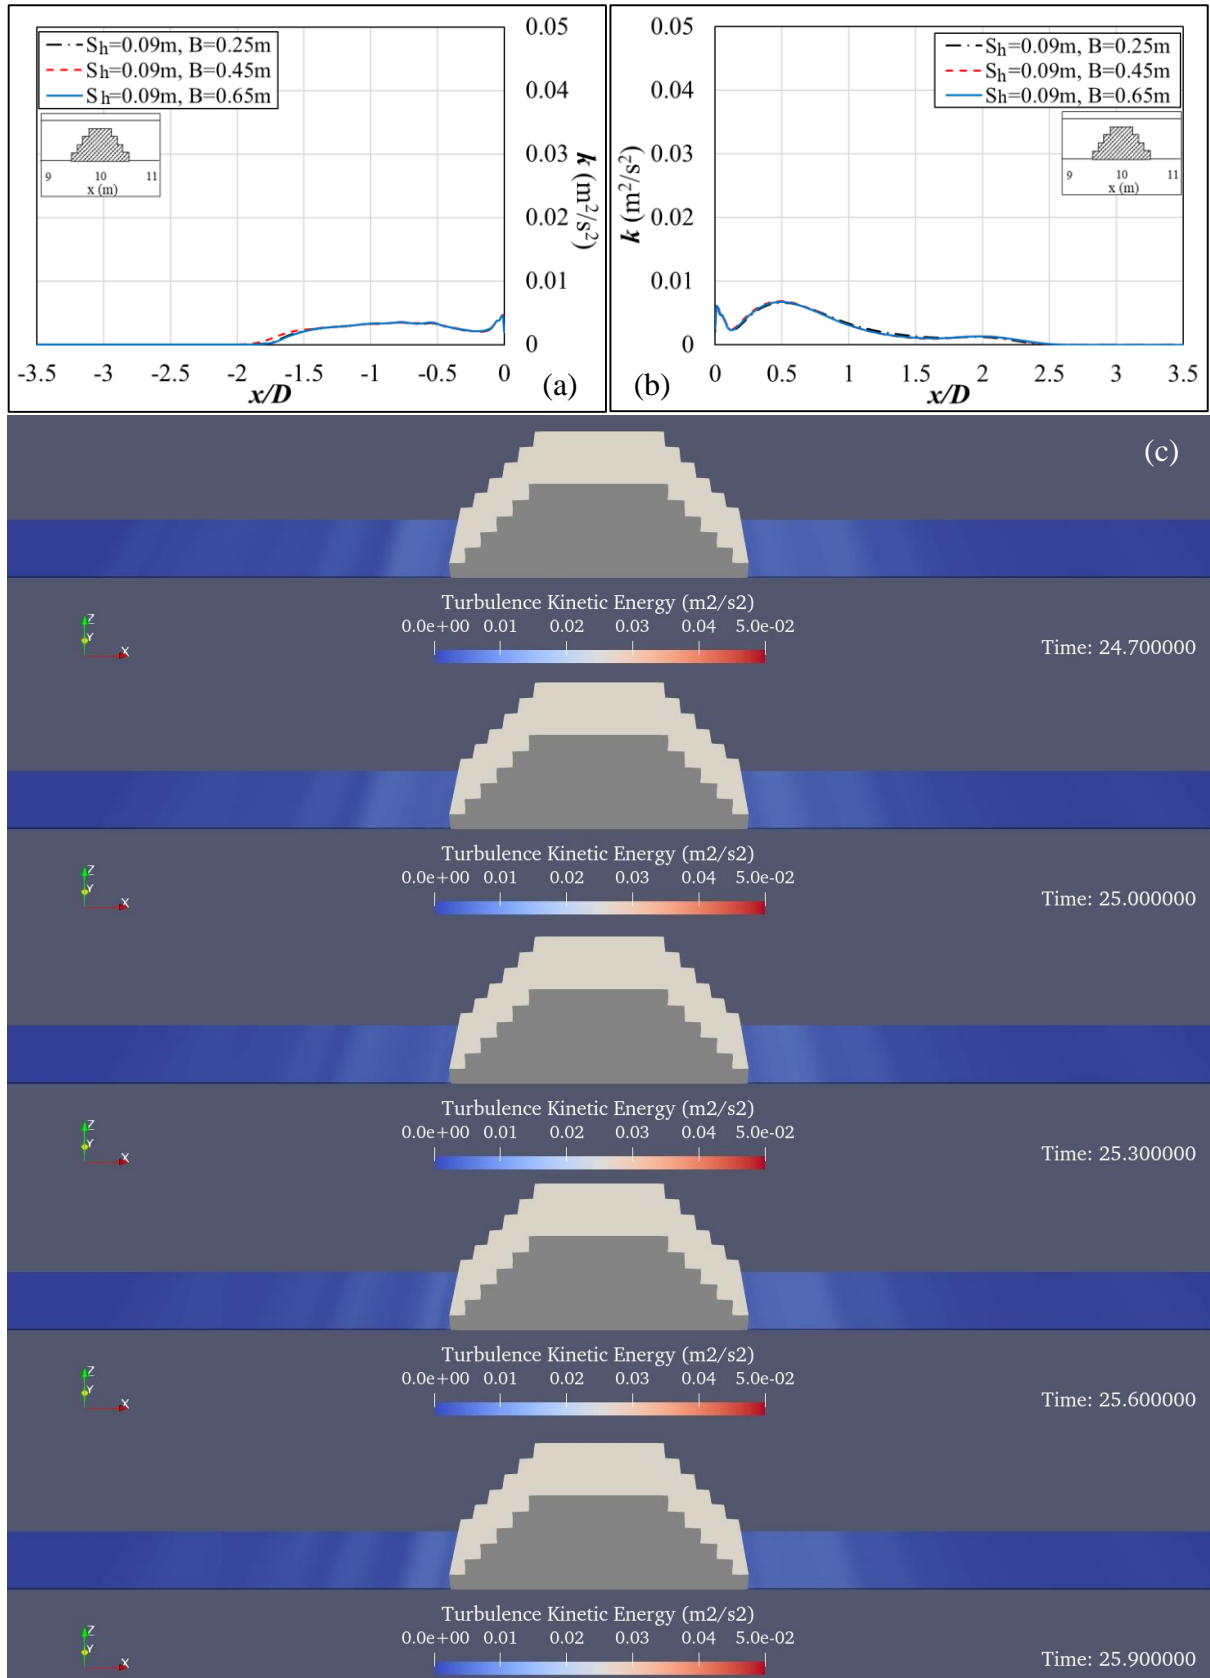 S_h=0.09m, B=0.25m
S_h=0.09m, B=0.45m
S_h=0.09m, B=0.65m
9 10 11
x (m)
0.05
0.04
0.03
0.02
0.01
0
k (m²/s²)
-3.5 -3 -2.5 -2 -1.5 -1 -0.5 0
x/D
(a)
S_h=0.09m, B=0.25m
S_h=0.09m, B=0.45m
S_h=0.09m, B=0.65m
9 10 11
x (m)
0.05
0.04
0.03
0.02
0.01
0
k (m²/s²)
0 0.5 1 1.5 2 2.5 3 3.5
x/D
(b)
(c)
Turbulence Kinetic Energy (m2/s2)
0.0e+00 0.01 0.02 0.03 0.04 5.0e-02
Z
Y
X
Time: 24.700000
Turbulence Kinetic Energy (m2/s2)
0.0e+00 0.01 0.02 0.03 0.04 5.0e-02
Z
Y
X
Time: 25.000000
Turbulence Kinetic Energy (m2/s2)
0.0e+00 0.01 0.02 0.03 0.04 5.0e-02
Z
Y
X
Time: 25.300000
Turbulence Kinetic Energy (m2/s2)
0.0e+00 0.01 0.02 0.03 0.04 5.0e-02
Z
Y
X
Time: 25.600000
Turbulence Kinetic Energy (m2/s2)
0.0e+00 0.01 0.02 0.03 0.04 5.0e-02
Z
Y
X
Time: 25.900000